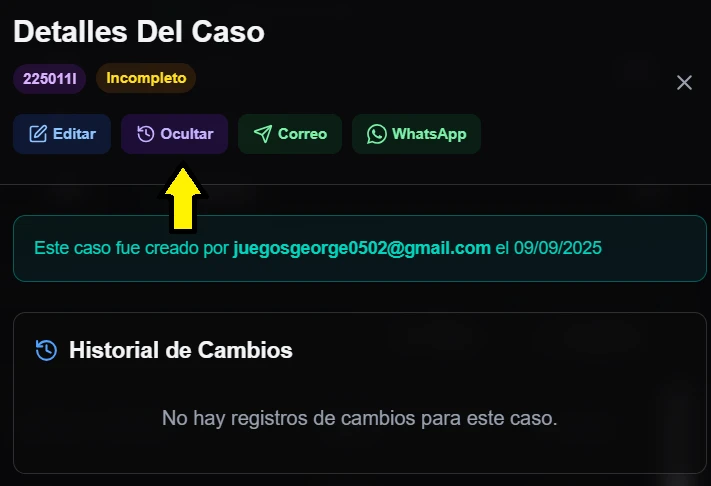 Detalles Del Caso
225011I Incompleto
Editar Ocultar Correo WhatsApp
Este caso fue creado por juegosgeorge0502@gmail.com el 09/09/2025
Historial de Cambios
No hay registros de cambios para este caso.